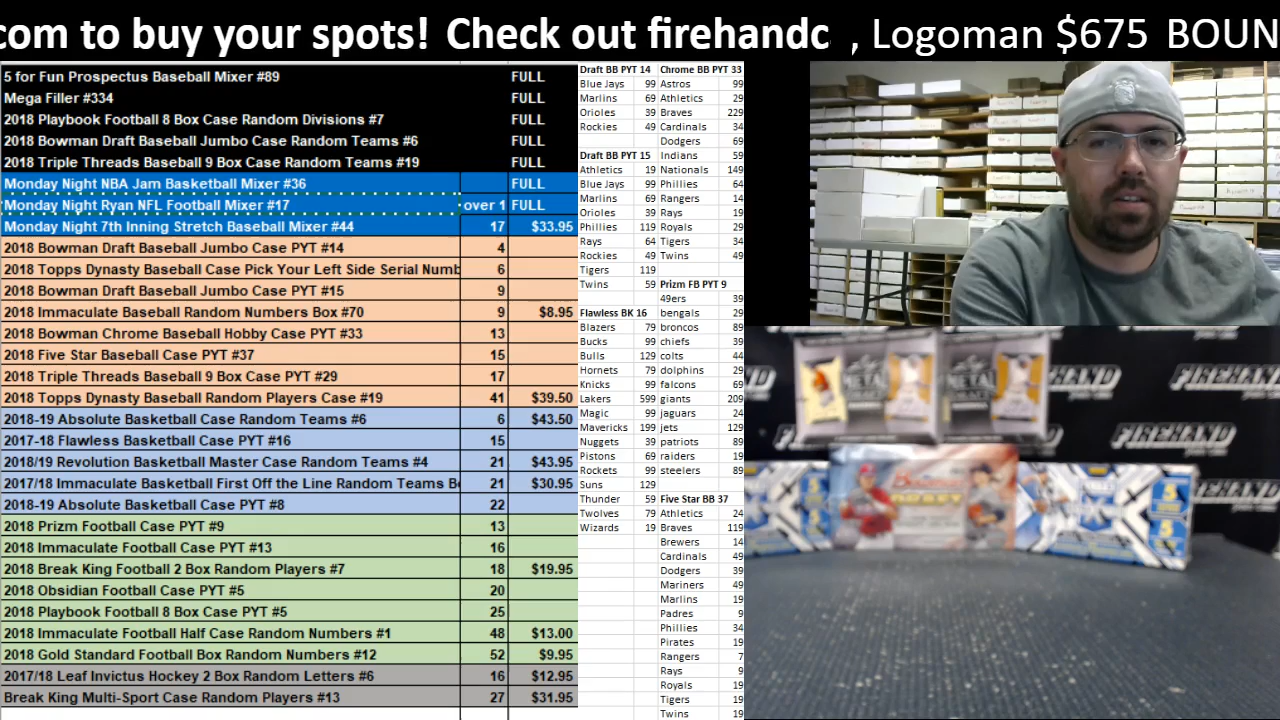 com to buy your spots! Check out firehandc , Logoman $675 BOUN
5 for Fun Prospectus Baseball Mixer #89 FULL
Mega Filler #334 FULL
2018 Playbook Football 8 Box Case Random Divisions #7 FULL
2018 Bowman Draft Baseball Jumbo Case Random Teams #6 FULL
2018 Triple Threads Baseball 9 Box Case Random Teams #19 FULL
Monday Night NBA Jam Basketball Mixer #36 FULL
Monday Night Ryan NFL Football Mixer #17 over 1 FULL
Monday Night 7th Inning Stretch Baseball Mixer #44 17 $33.95
2018 Bowman Draft Baseball Jumbo Case PYT #14 4
2018 Topps Dynasty Baseball Case Pick Your Left Side Serial Numb 6
2018 Bowman Draft Baseball Jumbo Case PYT #15 9
2018 Immaculate Baseball Random Numbers Box #70 9 $8.95
2018 Bowman Chrome Baseball Hobby Case PYT #33 13
2018 Five Star Baseball Case PYT #37 15
2018 Triple Threads Baseball 9 Box Case PYT #29 17
2018 Topps Dynasty Baseball Random Players Case #19 41 $39.50
2018-19 Absolute Basketball Case Random Teams #6 6 $43.50
2017-18 Flawless Basketball Case PYT #16 15
2018/19 Revolution Basketball Master Case Random Teams #4 21 $43.95
2017/18 Immaculate Basketball First Off the Line Random Teams Bo 21 $30.95
2018-19 Absolute Basketball Case PYT #8 22
2018 Prizm Football Case PYT #9 13
2018 Immaculate Football Case PYT #13 16
2018 Break King Football 2 Box Random Players #7 18 $19.95
2018 Obsidian Football Case PYT #5 20
2018 Playbook Football 8 Box Case PYT #5 25
2018 Immaculate Football Half Case Random Numbers #1 48 $13.00
2018 Gold Standard Football Box Random Numbers #12 52 $9.95
2017/18 Leaf Invictus Hockey 2 Box Random Letters #6 16 $12.95
Break King Multi-Sport Case Random Players #13 27 $31.95
Draft BB PYT 14
Blue Jays 99
Marlins 69
Orioles 39
Rockies 49
Draft BB PYT 15
Athletics 19
Blue Jays 99
Marlins 69
Orioles 39
Phillies 119
Rays 64
Rockies 49
Tigers 119
Twins 59
Flawless BK 16
Blazers 79
Bucks 99
Bulls 129
Hornets 79
Knicks 99
Lakers 599
Magic 99
Mavericks 199
Nuggets 39
Pistons 69
Rockets 99
Suns 129
Thunder 59
Twolves 79
Wizards 19
Chrome BB PYT 33
Astros 99
Athletics 29
Braves 229
Cardinals 34
Dodgers 69
Indians 59
Nationals 149
Phillies 64
Rangers 14
Rays 19
Royals 29
Tigers 34
Twins 49
Prizm FB PYT 9
49ers 39
bengals 29
broncos 89
chiefs 39
colts 44
dolphins 29
falcons 69
giants 209
jaguars 24
jets 129
patriots 89
raiders 19
steelers 89
Five Star BB 37
Athletics 24
Braves 119
Brewers 14
Cardinals 49
Dodgers 39
Mariners 49
Marlins 19
Padres 9
Phillies 34
Pirates 19
Rangers 7
Rays 9
Royals 19
Tigers 19
Twins 19
FIREHAND
FIREHAND
METAL
METAL
DRAFT